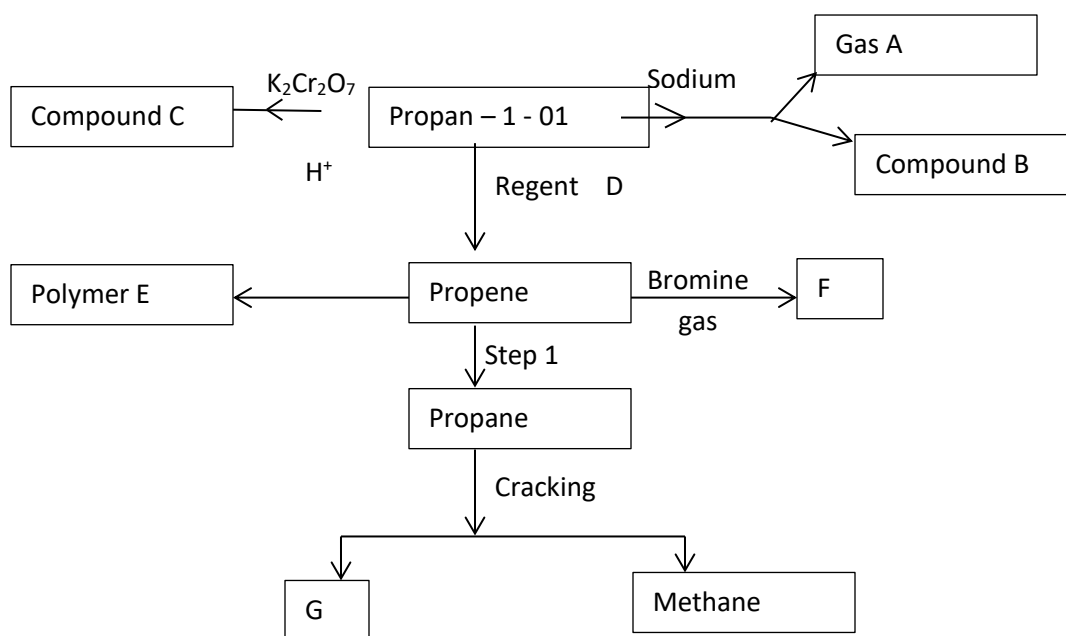 Gas A
K₂Cr₂O₇
Sodium
Compound C
Propan – 1 - 01
H⁺
Compound B
Regent D
Polymer E
Propene
Bromine
gas
F
Step 1
Propane
Cracking
G
Methane